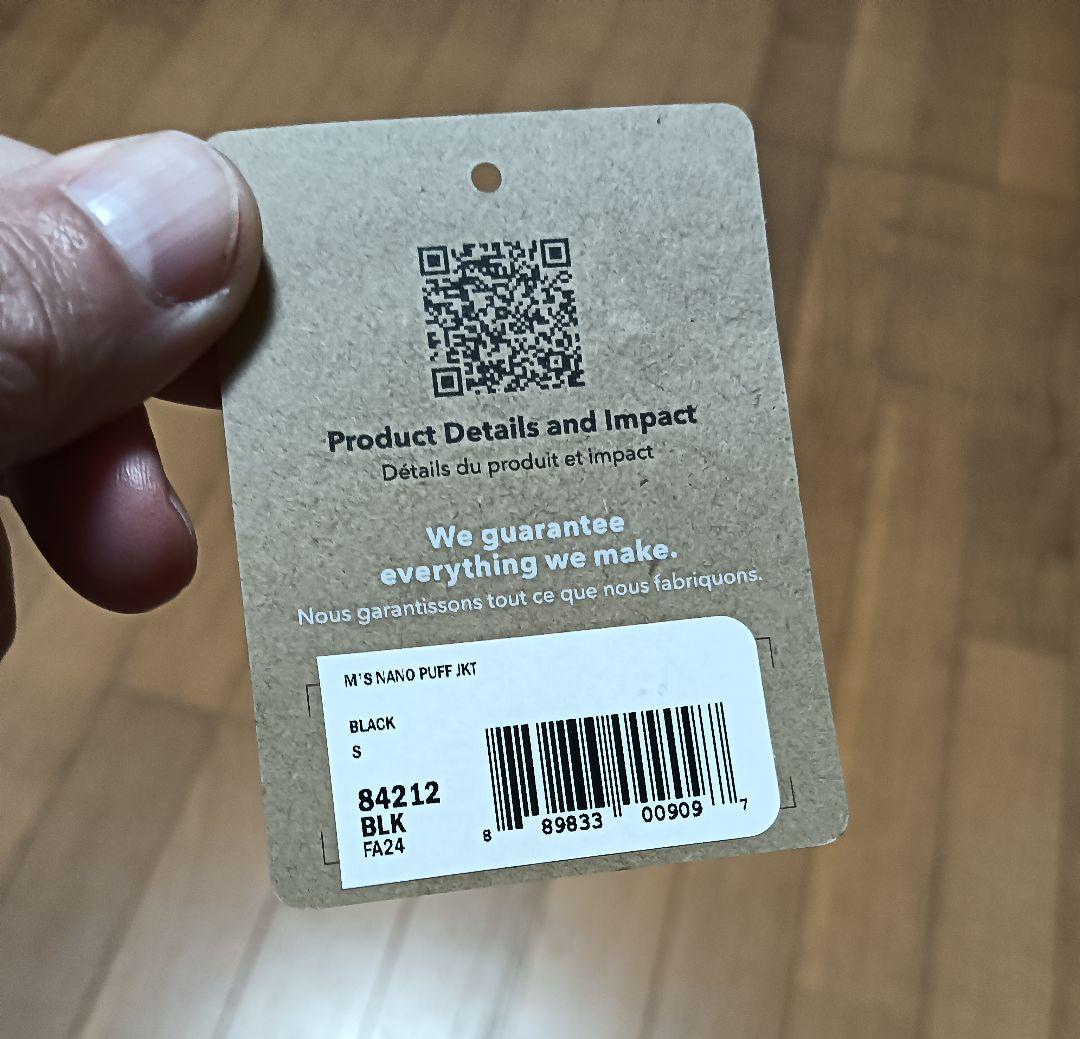 Product Details and Impact
Détails du produit et impact
We guarantee
everything we make.
Nous garantissons tout ce que nous fabriquons.
M'S NANO PUFF JKT
BLACK
S
84212
BLK
FA24
8 89833 00909 7